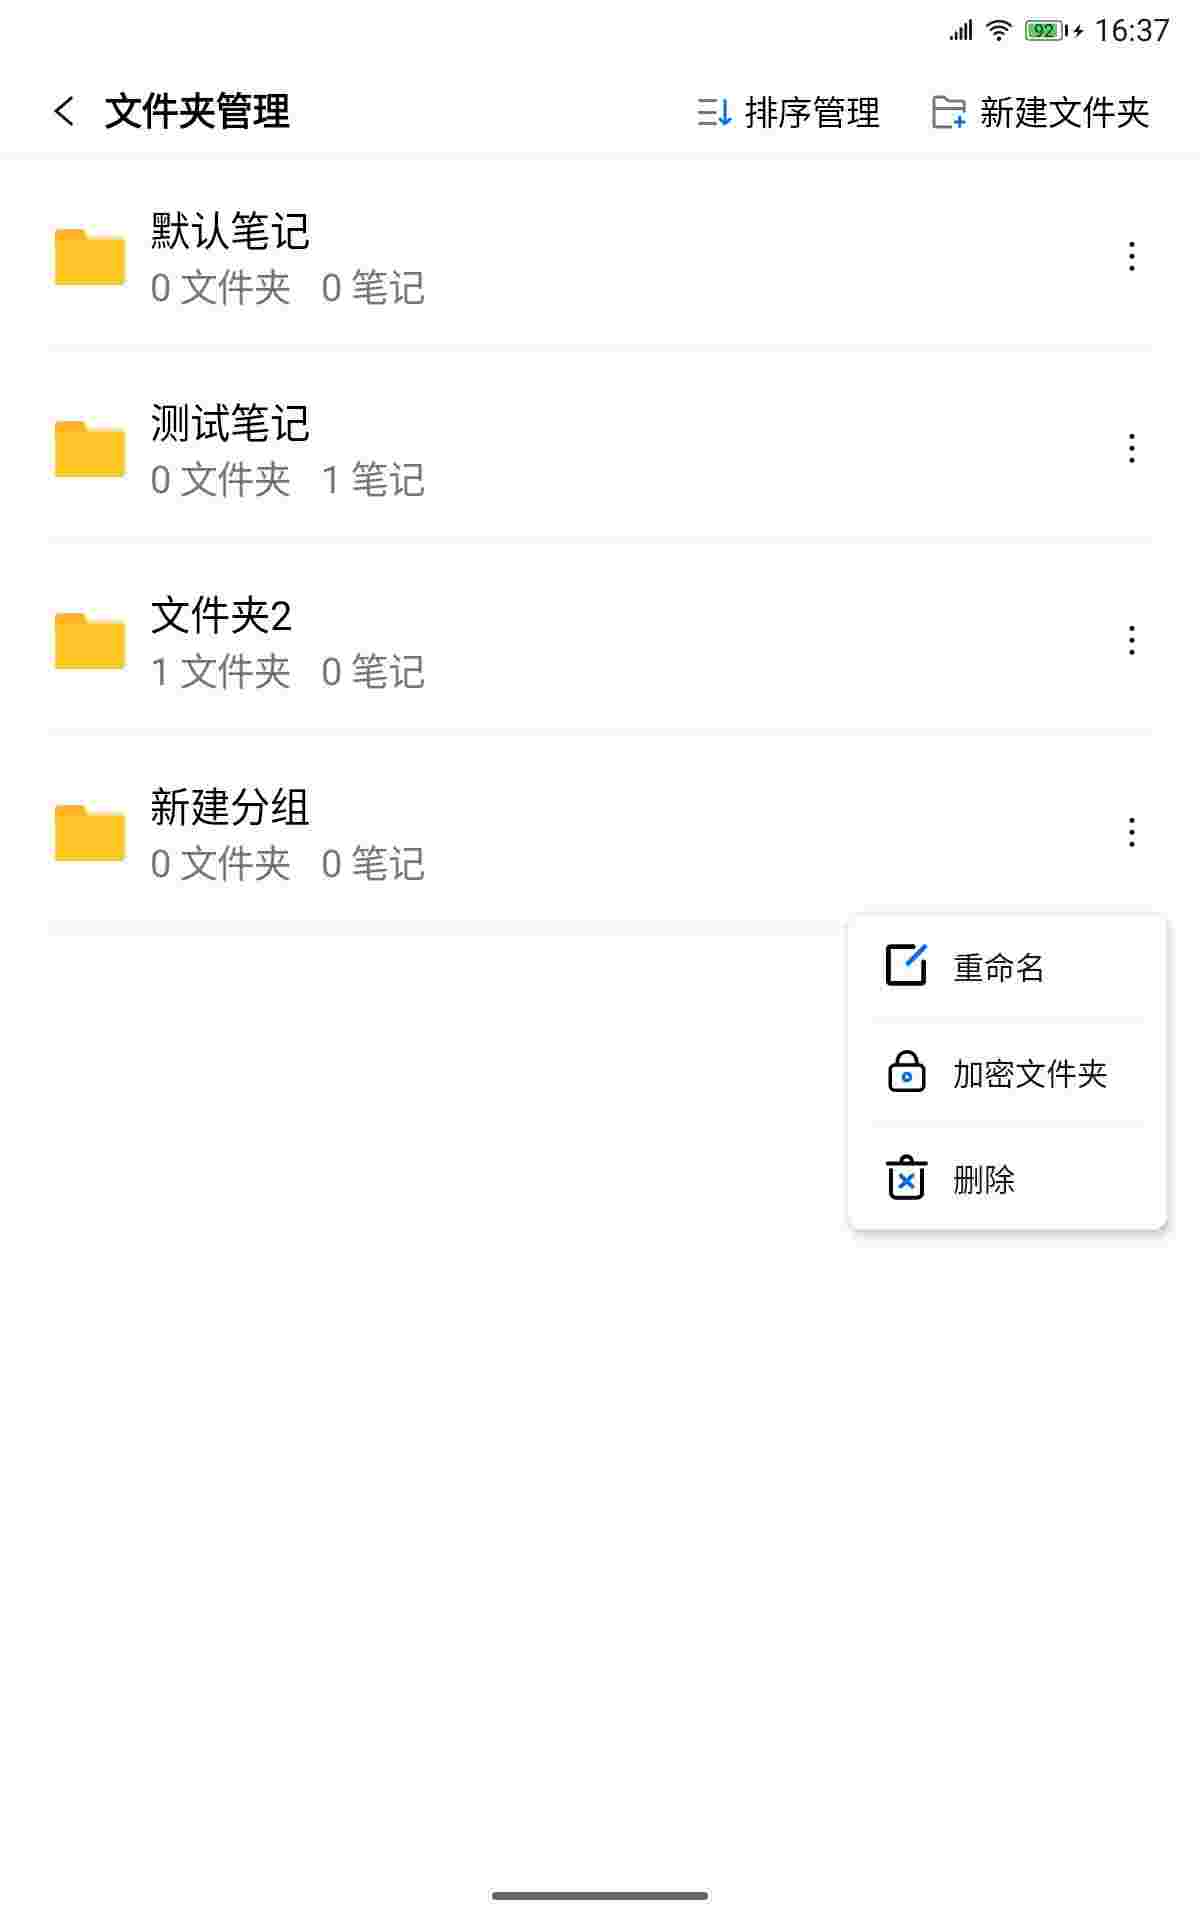 92 16:37
文件夹管理 排序管理 新建文件夹
默认笔记
0 文件夹 0 笔记
测试笔记
0 文件夹 1 笔记
文件夹2
1 文件夹 0 笔记
新建分组
0 文件夹 0 笔记
重命名
加密文件夹
删除